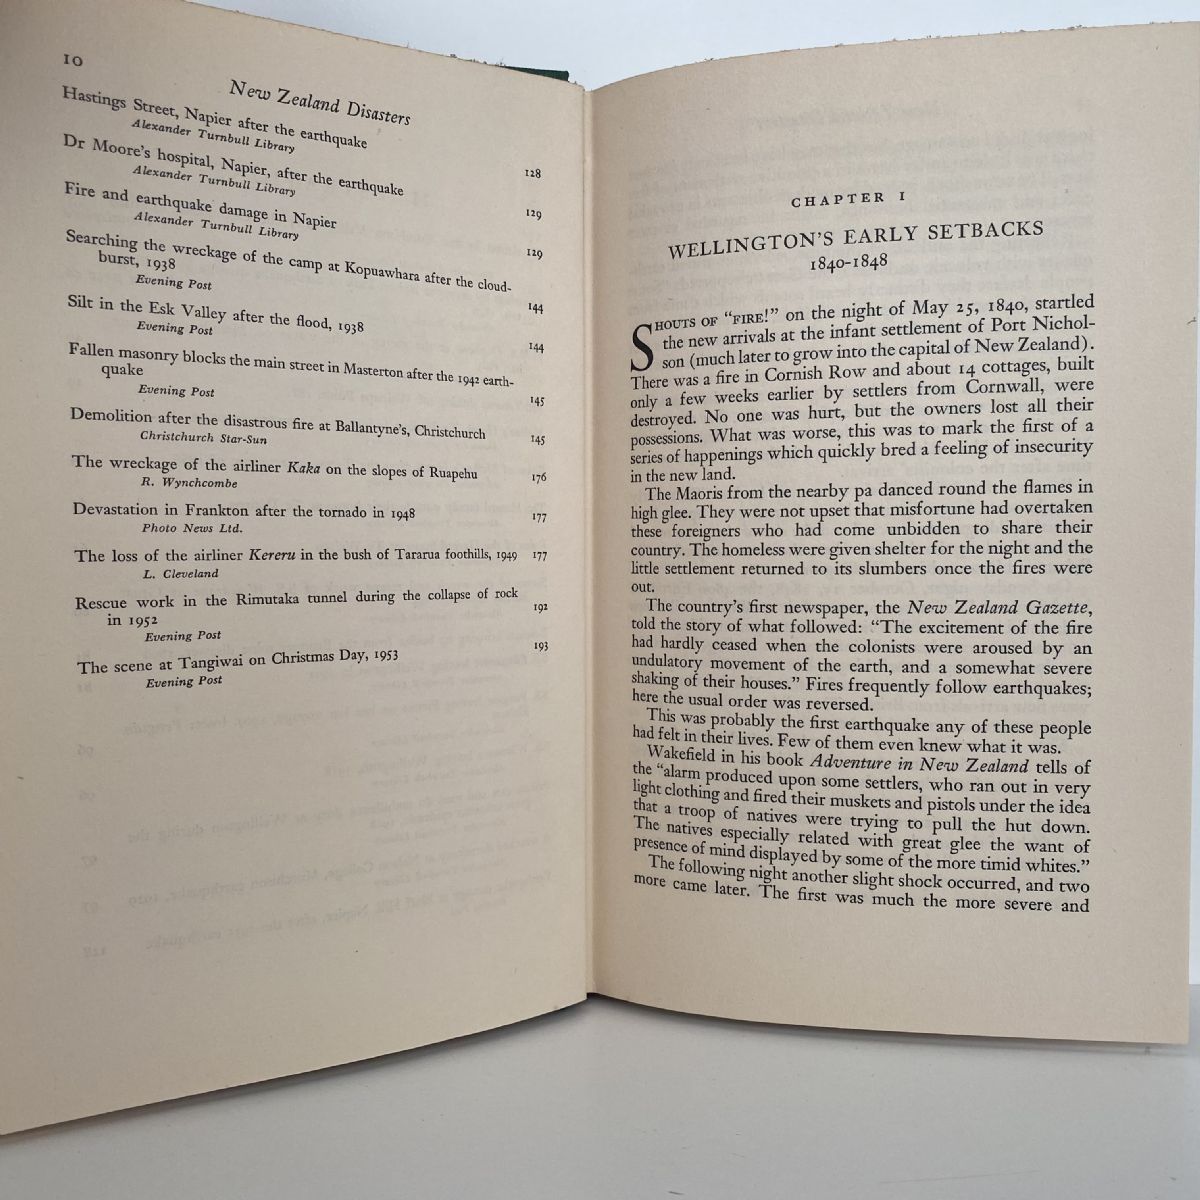 10
New Zealand Disasters
Hastings Street, Napier after the earthquake 128
Alexander Turnbull Library
Dr Moore's hospital, Napier, after the earthquake 129
Alexander Turnbull Library
Fire and earthquake damage in Napier 129
Alexander Turnbull Library
Searching the wreckage of the camp at Kopuawhara after the cloud-
burst, 1938 144
Evening Post
Silt in the Esk Valley after the flood, 1938 144
Evening Post
Fallen masonry blocks the main street in Masterton after the 1942 earth-
quake 145
Evening Post
Demolition after the disastrous fire at Ballantyne's, Christchurch 145
Christchurch Star-Sun
The wreckage of the airliner Kaka on the slopes of Ruapehu 176
R. Wynchcombe
Devastation in Frankton after the tornado in 1948 177
Photo News Ltd.
The loss of the airliner Kereru in the bush of Tararua foothills, 1949 177
L. Cleveland
Rescue work in the Rimutaka tunnel during the collapse of rock
in 1952 192
Evening Post
The scene at Tangiwai on Christmas Day, 1953 193
Evening Post
CHAPTER I
WELLINGTON'S EARLY SETBACKS
1840-1848
SHOUTS OF "FIRE!" on the night of May 25, 1840, startled
the new arrivals at the infant settlement of Port Nichol-
son (much later to grow into the capital of New Zealand).
There was a fire in Cornish Row and about 14 cottages, built
only a few weeks earlier by settlers from Cornwall, were
destroyed. No one was hurt, but the owners lost all their
possessions. What was worse, this was to mark the first of a
series of happenings which quickly bred a feeling of insecurity
in the new land.
The Maoris from the nearby pa danced round the flames in
high glee. They were not upset that misfortune had overtaken
these foreigners who had come unbidden to share their
country. The homeless were given shelter for the night and the
little settlement returned to its slumbers once the fires were
out.
The country's first newspaper, the New Zealand Gazette,
told the story of what followed: "The excitement of the fire
had hardly ceased when the colonists were aroused by an
undulatory movement of the earth, and a somewhat severe
shaking of their houses." Fires frequently follow earthquakes;
here the usual order was reversed.
This was probably the first earthquake any of these people
had felt in their lives. Few of them even knew what it was.
Wakefield in his book Adventure in New Zealand tells of
the "alarm produced upon some settlers, who ran out in very
light clothing and fired their muskets and pistols under the idea
that a troop of natives were trying to pull the hut down.
The natives especially related with great glee the want of
presence of mind displayed by some of the more timid whites."
The following night another slight shock occurred, and two
more came later. The first was much the more severe and